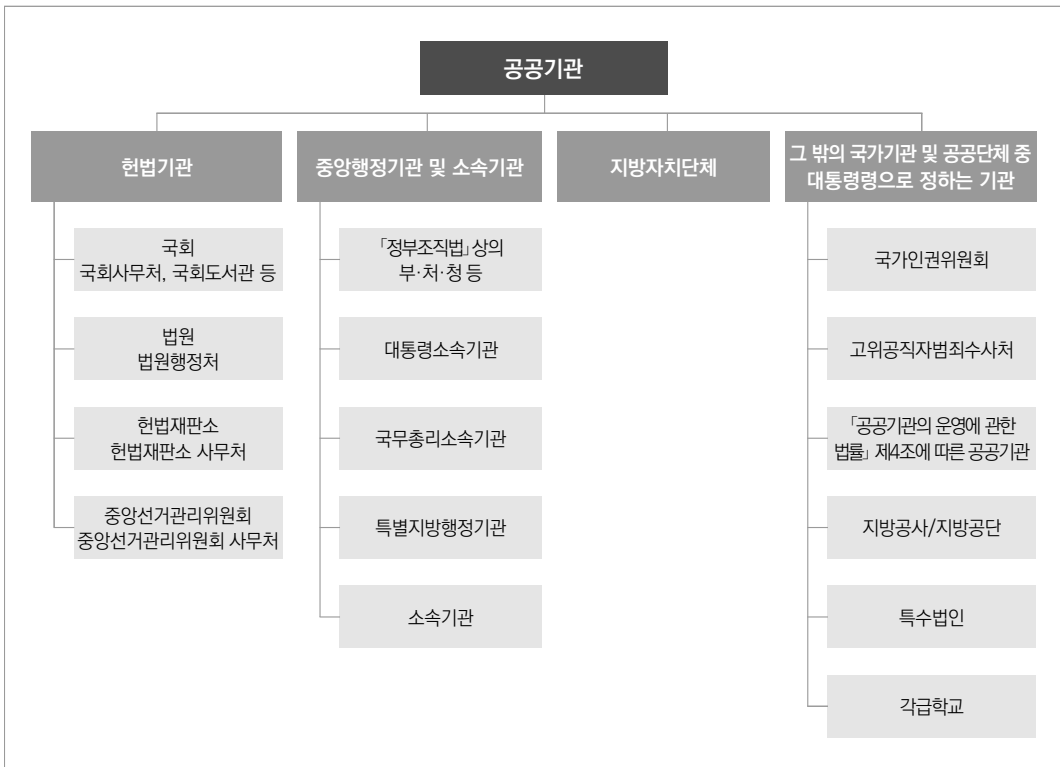 공공기관
헌법기관
국회
국회사무처, 국회도서관 등
법원
법원행정처
헌법재판소
헌법재판소 사무처
중앙선거관리위원회
중앙선거관리위원회 사무처
중앙행정기관 및 소속기관
「정부조직법」상의
부·처·청 등
대통령소속기관
국무총리소속기관
특별지방행정기관
소속기관
지방자치단체
그 밖의 국가기관 및 공공단체 중
대통령령으로 정하는 기관
국가인권위원회
고위공직자범죄수사처
「공공기관의 운영에 관한
법률」 제4조에 따른 공공기관
지방공사/지방공단
특수법인
각급학교